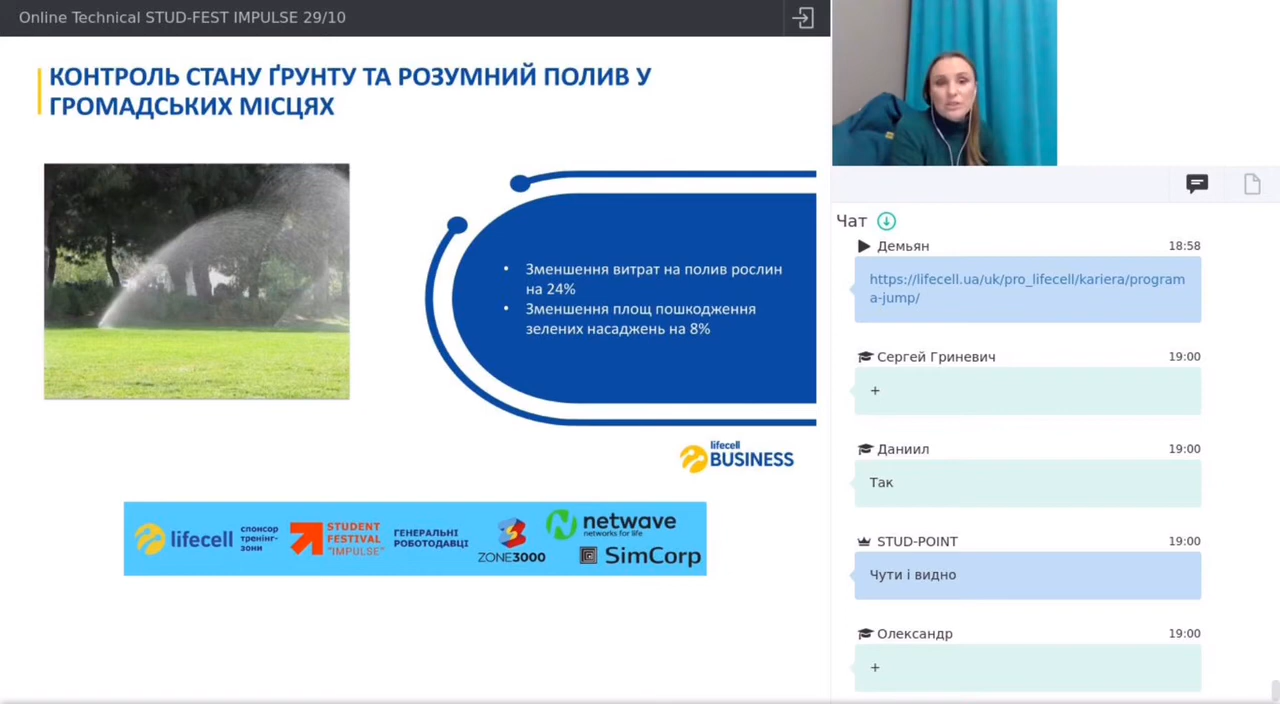 Online Technical STUD-FEST IMPULSE 29/10
КОНТРОЛЬ СТАНУ ҐРУНТУ ТА РОЗУМНИЙ ПОЛИВ У
ГРОМАДСЬКИХ МІСЦЯХ
• Зменшення витрат на полив рослин
на 24%
• Зменшення площ пошкодження
зелених насаджень на 8%
lifecell
BUSINESS
lifecell
спонсор
тренінг-
зони
STUDENT
FESTIVAL
"IMPULSE"
ГЕНЕРАЛЬНІ
РОБОТОДАВЦІ
ZONE3000
netwave
networks for life
SimCorp
Чат
Демьян 18:58
https://lifecell.ua/uk/pro_lifecell/kariera/program
a-jump/
Сергей Гриневич 19:00
+
Даниил 19:00
Так
STUD-POINT 19:00
Чути і видно
Олександр 19:00
+